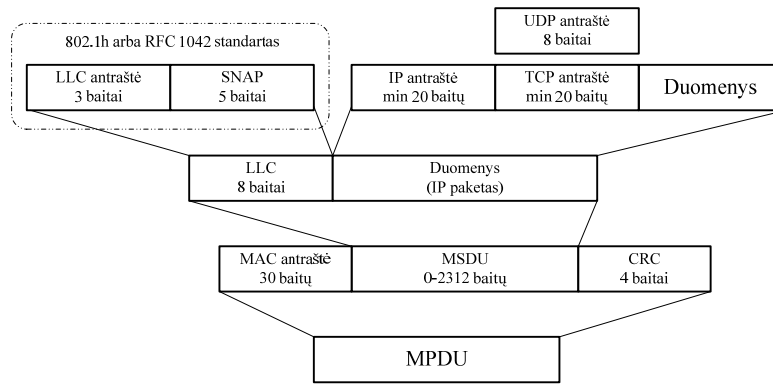 UDP antraštė
8 baitai
802.1h arba RFC 1042 standartas
LLC antraštė
3 baitai
SNAP
5 baitai
IP antraštė
min 20 baitų
TCP antraštė
min 20 baitų
Duomenys
LLC
8 baitai
Duomenys
(IP paketas)
MAC antraštė
30 baitų
MSDU
0-2312 baitų
CRC
4 baitai
MPDU